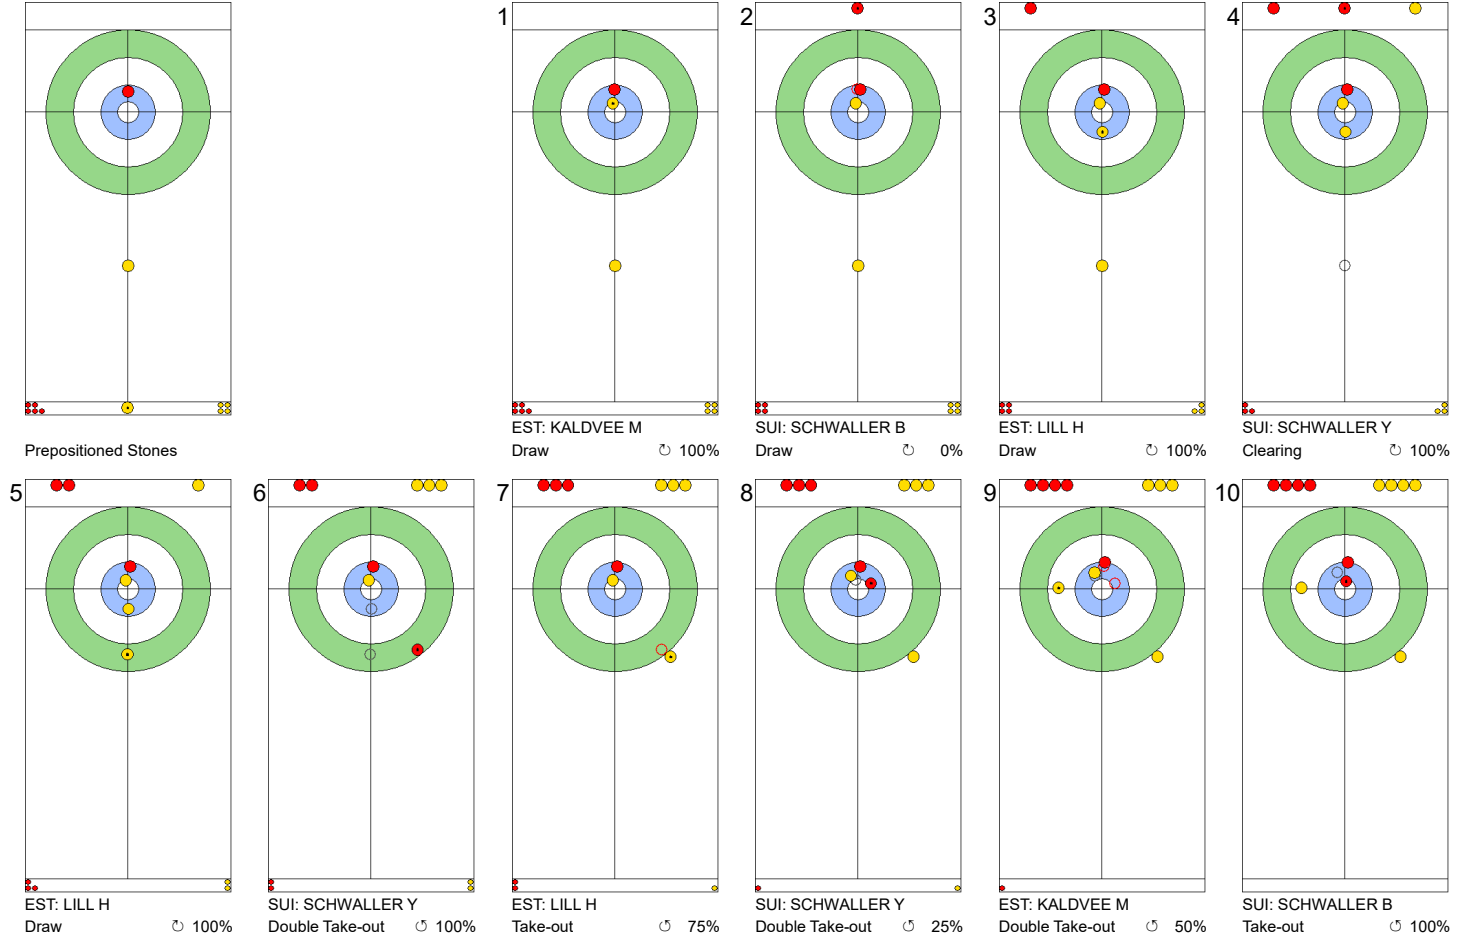 1
2
3
4
Prepositioned Stones
EST: KALDVEE M
Draw ↻ 100%
SUI: SCHWALLER B
Draw ↻ 0%
EST: LILL H
Draw ↻ 100%
SUI: SCHWALLER Y
Clearing ↻ 100%
5
6
7
8
9
10
EST: LILL H
Draw ↻ 100%
SUI: SCHWALLER Y
Double Take-out ↺ 100%
EST: LILL H
Take-out ↺ 75%
SUI: SCHWALLER Y
Double Take-out ↺ 25%
EST: KALDVEE M
Double Take-out ↺ 50%
SUI: SCHWALLER B
Take-out ↺ 100%